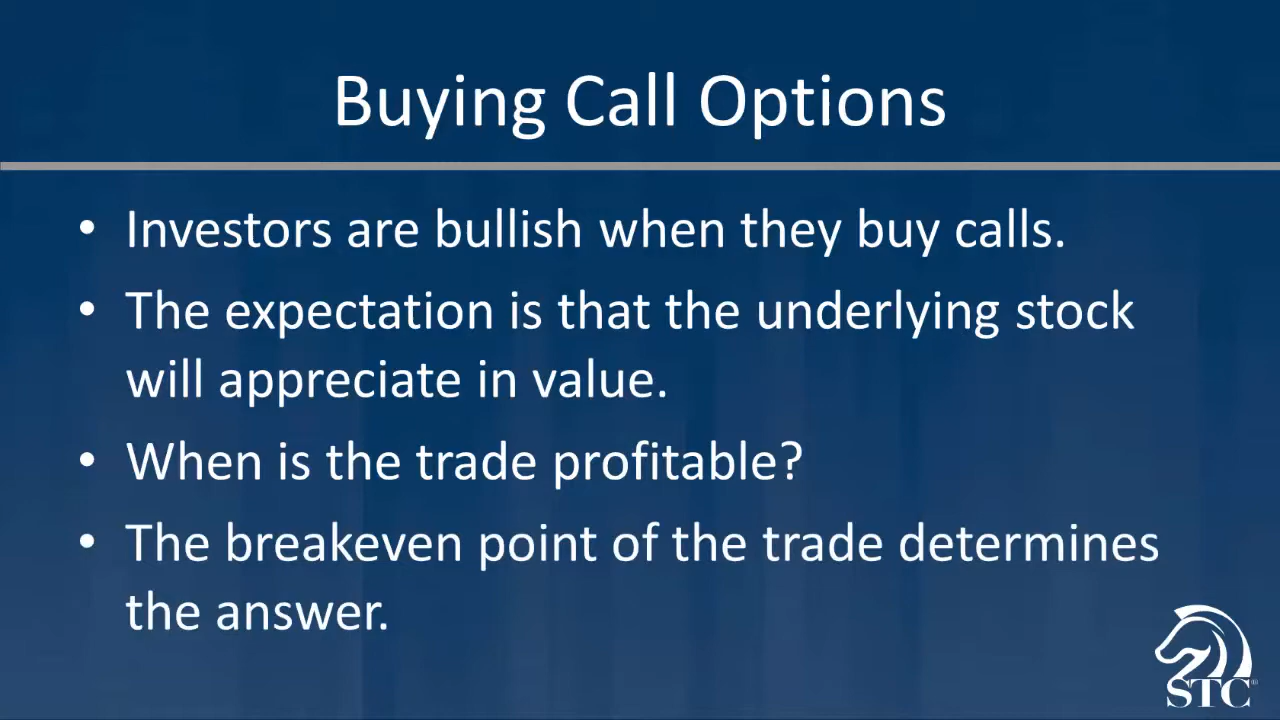 Buying Call Options
• Investors are bullish when they buy calls.
• The expectation is that the underlying stock
will appreciate in value.
• When is the trade profitable?
• The breakeven point of the trade determines
the answer.
STC®